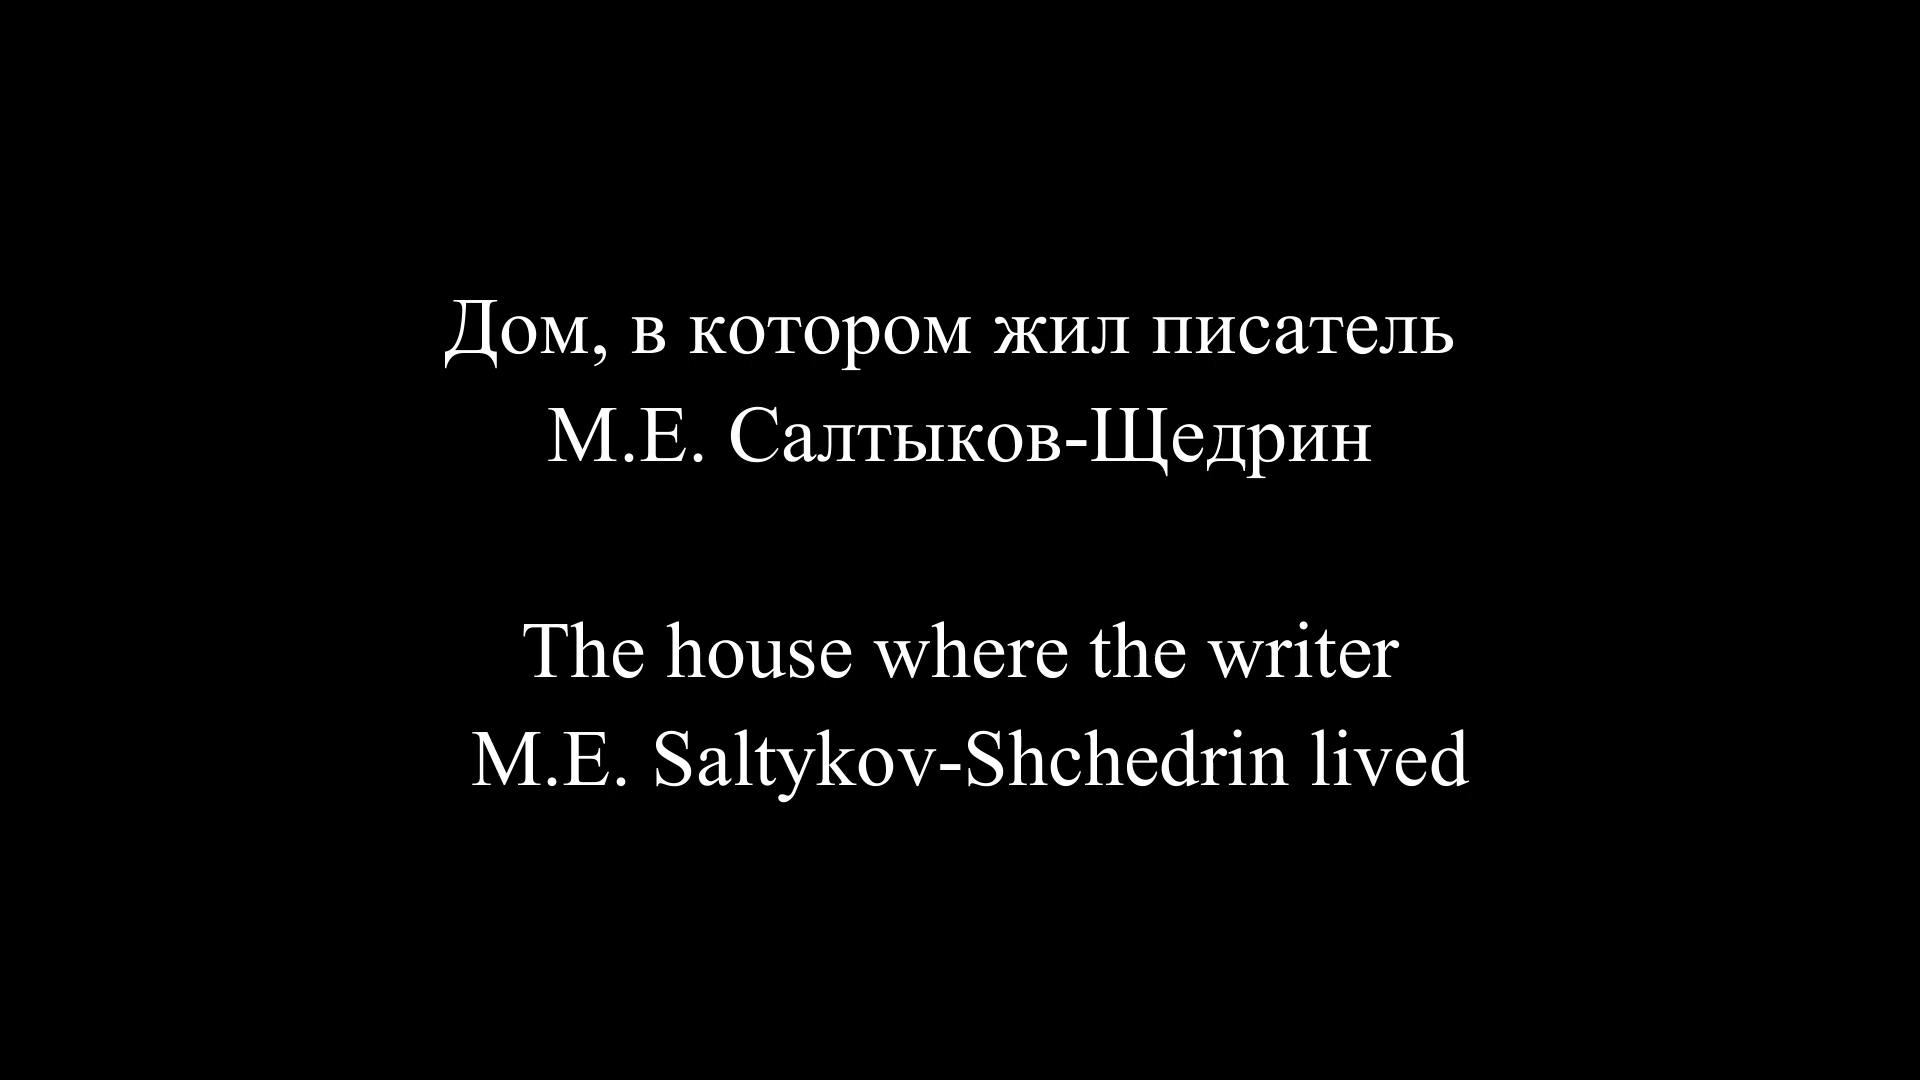 Дом, в котором жил писатель
М.Е. Салтыков-Щедрин
The house where the writer
M.E. Saltykov-Shchedrin lived